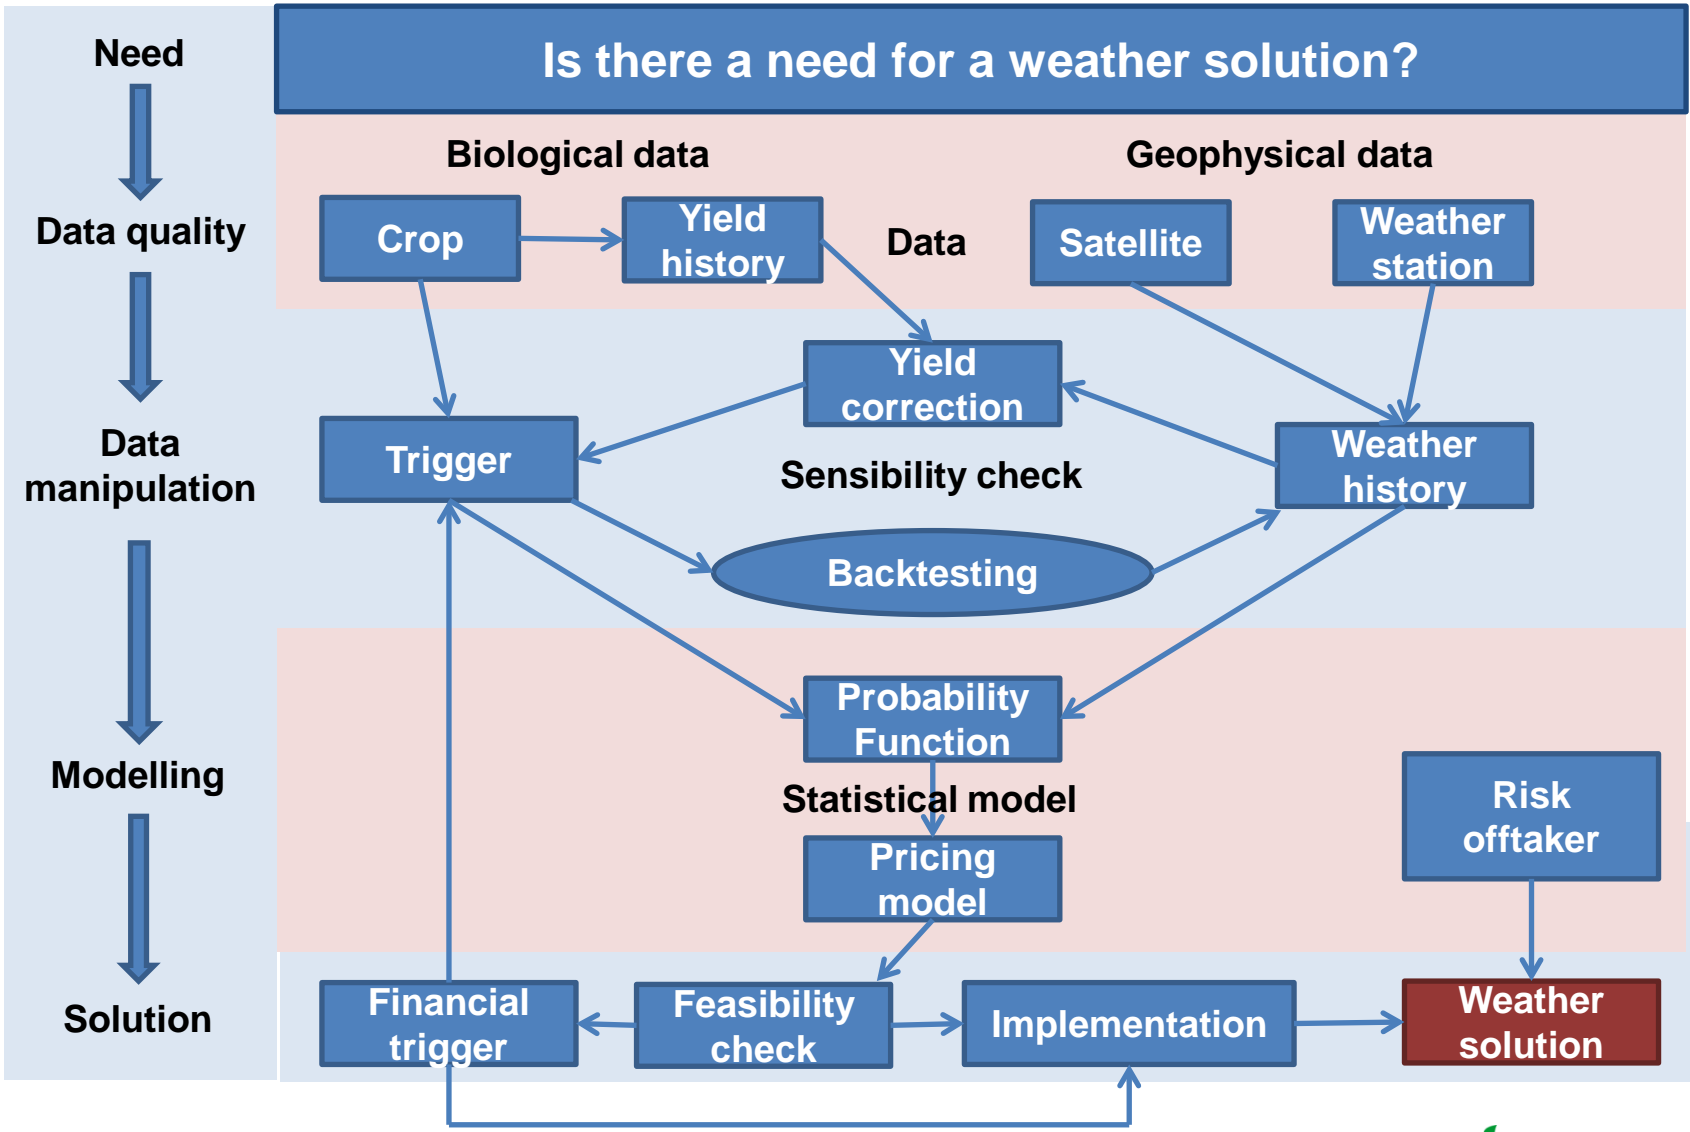 Need
Is there a need for a weather solution?
Biological data
Geophysical data
Data quality
Crop
Yield
history
Data
Satellite
Weather
station
Data
manipulation
Yield
correction
Trigger
Sensibility check
Weather
history
Backtesting
Modelling
Probability
Function
Statistical model
Pricing
model
Risk
offtaker
Solution
Financial
trigger
Feasibility
check
Implementation
Weather
solution